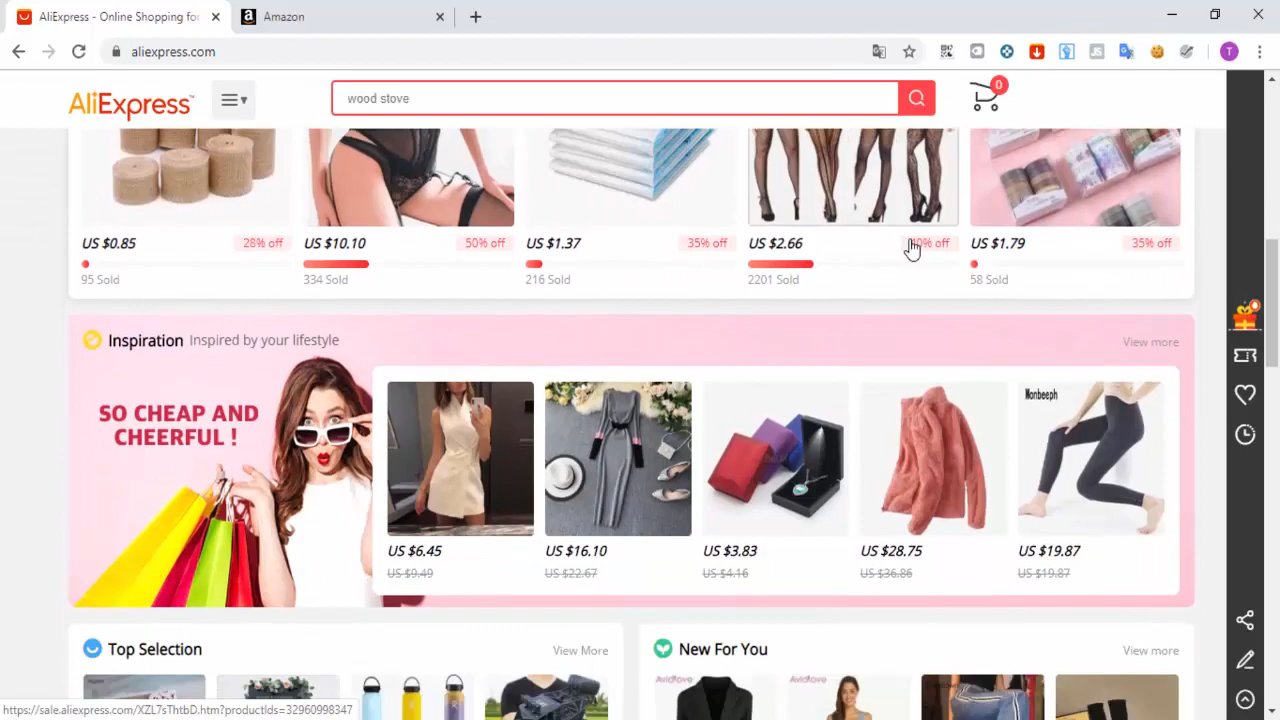 AliExpress - Online Shopping for
Amazon
aliexpress.com
T
AliExpress™
wood stove
0
US $0.85
28% off
US $10.10
50% off
US $1.37
35% off
US $2.66
off
US $1.79
35% off
95 Sold
334 Sold
216 Sold
2201 Sold
58 Sold
Inspiration Inspired by your lifestyle
View more
SO CHEAP AND
CHEERFUL !
Monbeeph
US $6.45
US $16.10
US $3.83
US $28.75
US $19.87
US $9.49
US $22.67
US $4.16
US $36.86
US $19.87
Top Selection
View More
New For You
View more
Avidlove
Avidlove
https://sale.aliexpress.com/XZL7sThtbD.htm?productIds=32960998347